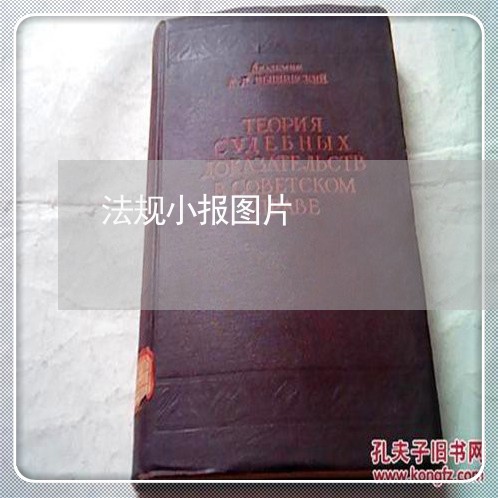 Академик
А. Я. ВЫШИНСКИЙ
ТЕОРИЯ
СУДЕБНЫХ
ДОКАЗАТЕЛЬСТВ
В СОВЕТСКОМ
法规小报图片
孔夫子旧书网
www.kongfz.com